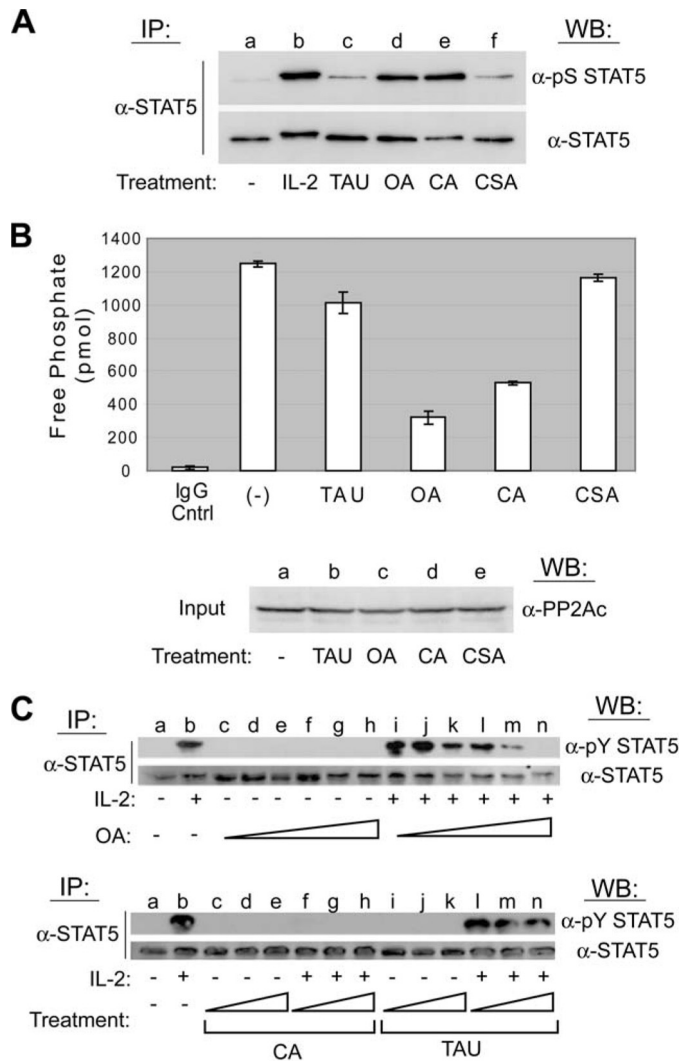 A
IP: WB:
a b c d e f
α-STAT5 α-pS STAT5
α-STAT5
Treatment: - IL-2 TAU OA CA CSA
B
Free Phosphate
(pmol)
1400
1200
1000
800
600
400
200
0
IgG Cntrl (-) TAU OA CA CSA
a b c d e WB:
Input α-PP2Ac
Treatment: - TAU OA CA CSA
C
IP: WB:
a b c d e f g h i j k l m n
α-STAT5 α-pY STAT5
α-STAT5
IL-2: - + - - - - - - + + + + + +
OA: - -
IP: WB:
a b c d e f g h i j k l m n
α-STAT5 α-pY STAT5
α-STAT5
IL-2: - + - - - + + + - - - + + +
Treatment: - -
CA TAU